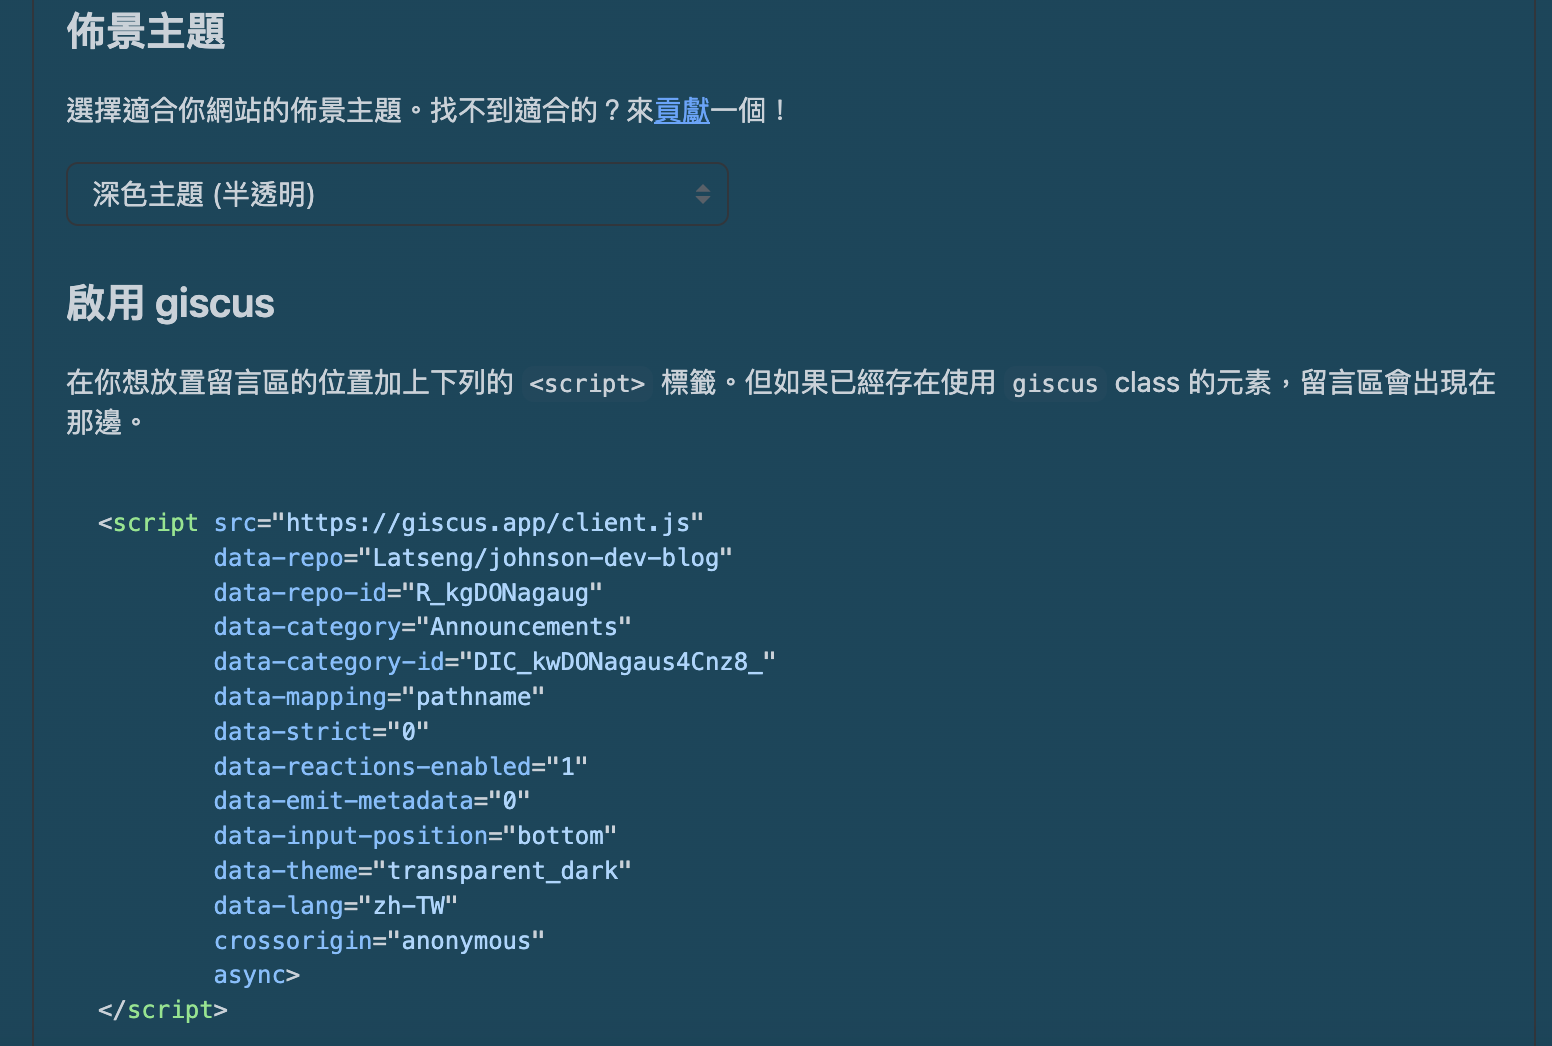 佈景主題
選擇適合你網站的佈景主題。找不到適合的？來貢獻一個！
深色主題 (半透明)
啟用 giscus
在你想放置留言區的位置加上下列的 <script> 標籤。但如果已經存在使用 giscus class 的元素，留言區會出現在
那邊。
<script src="https://giscus.app/client.js"
data-repo="Latseng/johnson-dev-blog"
data-repo-id="R_kgDONagaug"
data-category="Announcements"
data-category-id="DIC_kwDONagaus4Cnz8_"
data-mapping="pathname"
data-strict="0"
data-reactions-enabled="1"
data-emit-metadata="0"
data-input-position="bottom"
data-theme="transparent_dark"
data-lang="zh-TW"
crossorigin="anonymous"
async>
</script>